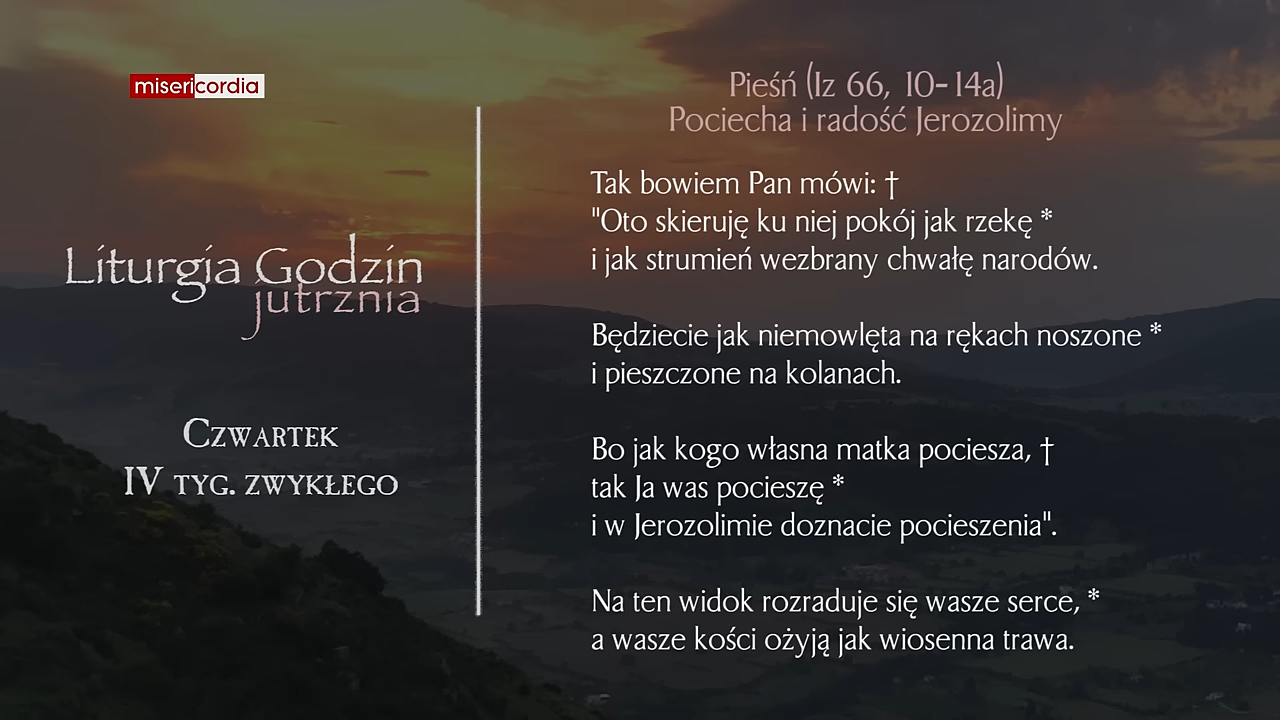 misericordia
Liturgia Godzin
jutrznia
Czwartek
IV tyg. zwykłego
Pieśń (Iz 66, 10-14a)
Pociecha i radość Jerozolimy
Tak bowiem Pan mówi: †
"Oto skieruję ku niej pokój jak rzekę *
i jak strumień wezbrany chwałę narodów.
Będziecie jak niemowlęta na rękach noszone *
i pieszczone na kolanach.
Bo jak kogo własna matka pociesza, †
tak Ja was pocieszę *
i w Jerozolimie doznacie pocieszenia".
Na ten widok rozraduje się wasze serce, *
a wasze kości ożyją jak wiosenna trawa.